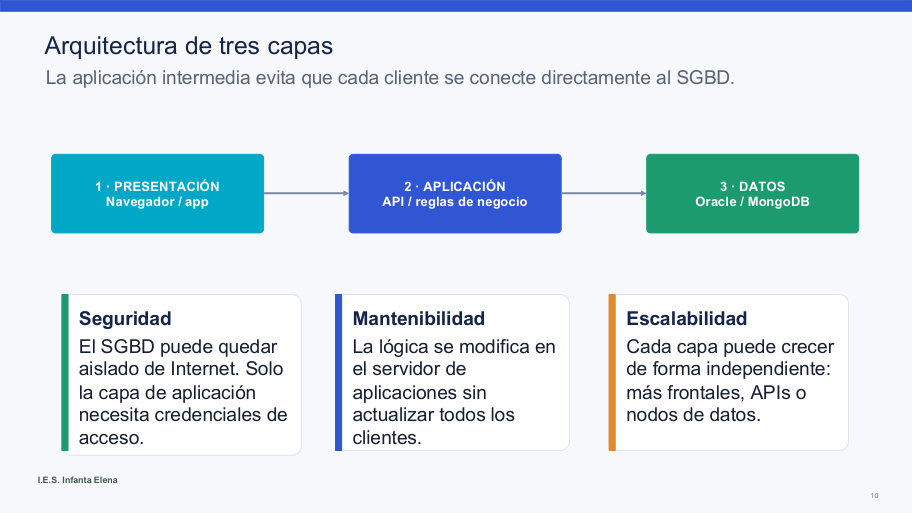 Arquitectura de tres capas
La aplicación intermedia evita que cada cliente se conecte directamente al SGBD.
1 · PRESENTACIÓN
Navegador / app
2 · APLICACIÓN
API / reglas de negocio
3 · DATOS
Oracle / MongoDB
Seguridad
El SGBD puede quedar
aislado de Internet. Solo
la capa de aplicación
necesita credenciales de
acceso.
Mantenibilidad
La lógica se modifica en
el servidor de
aplicaciones sin
actualizar todos los
clientes.
Escalabilidad
Cada capa puede crecer
de forma independiente:
más frontales, APIs o
nodos de datos.
I.E.S. Infanta Elena
10